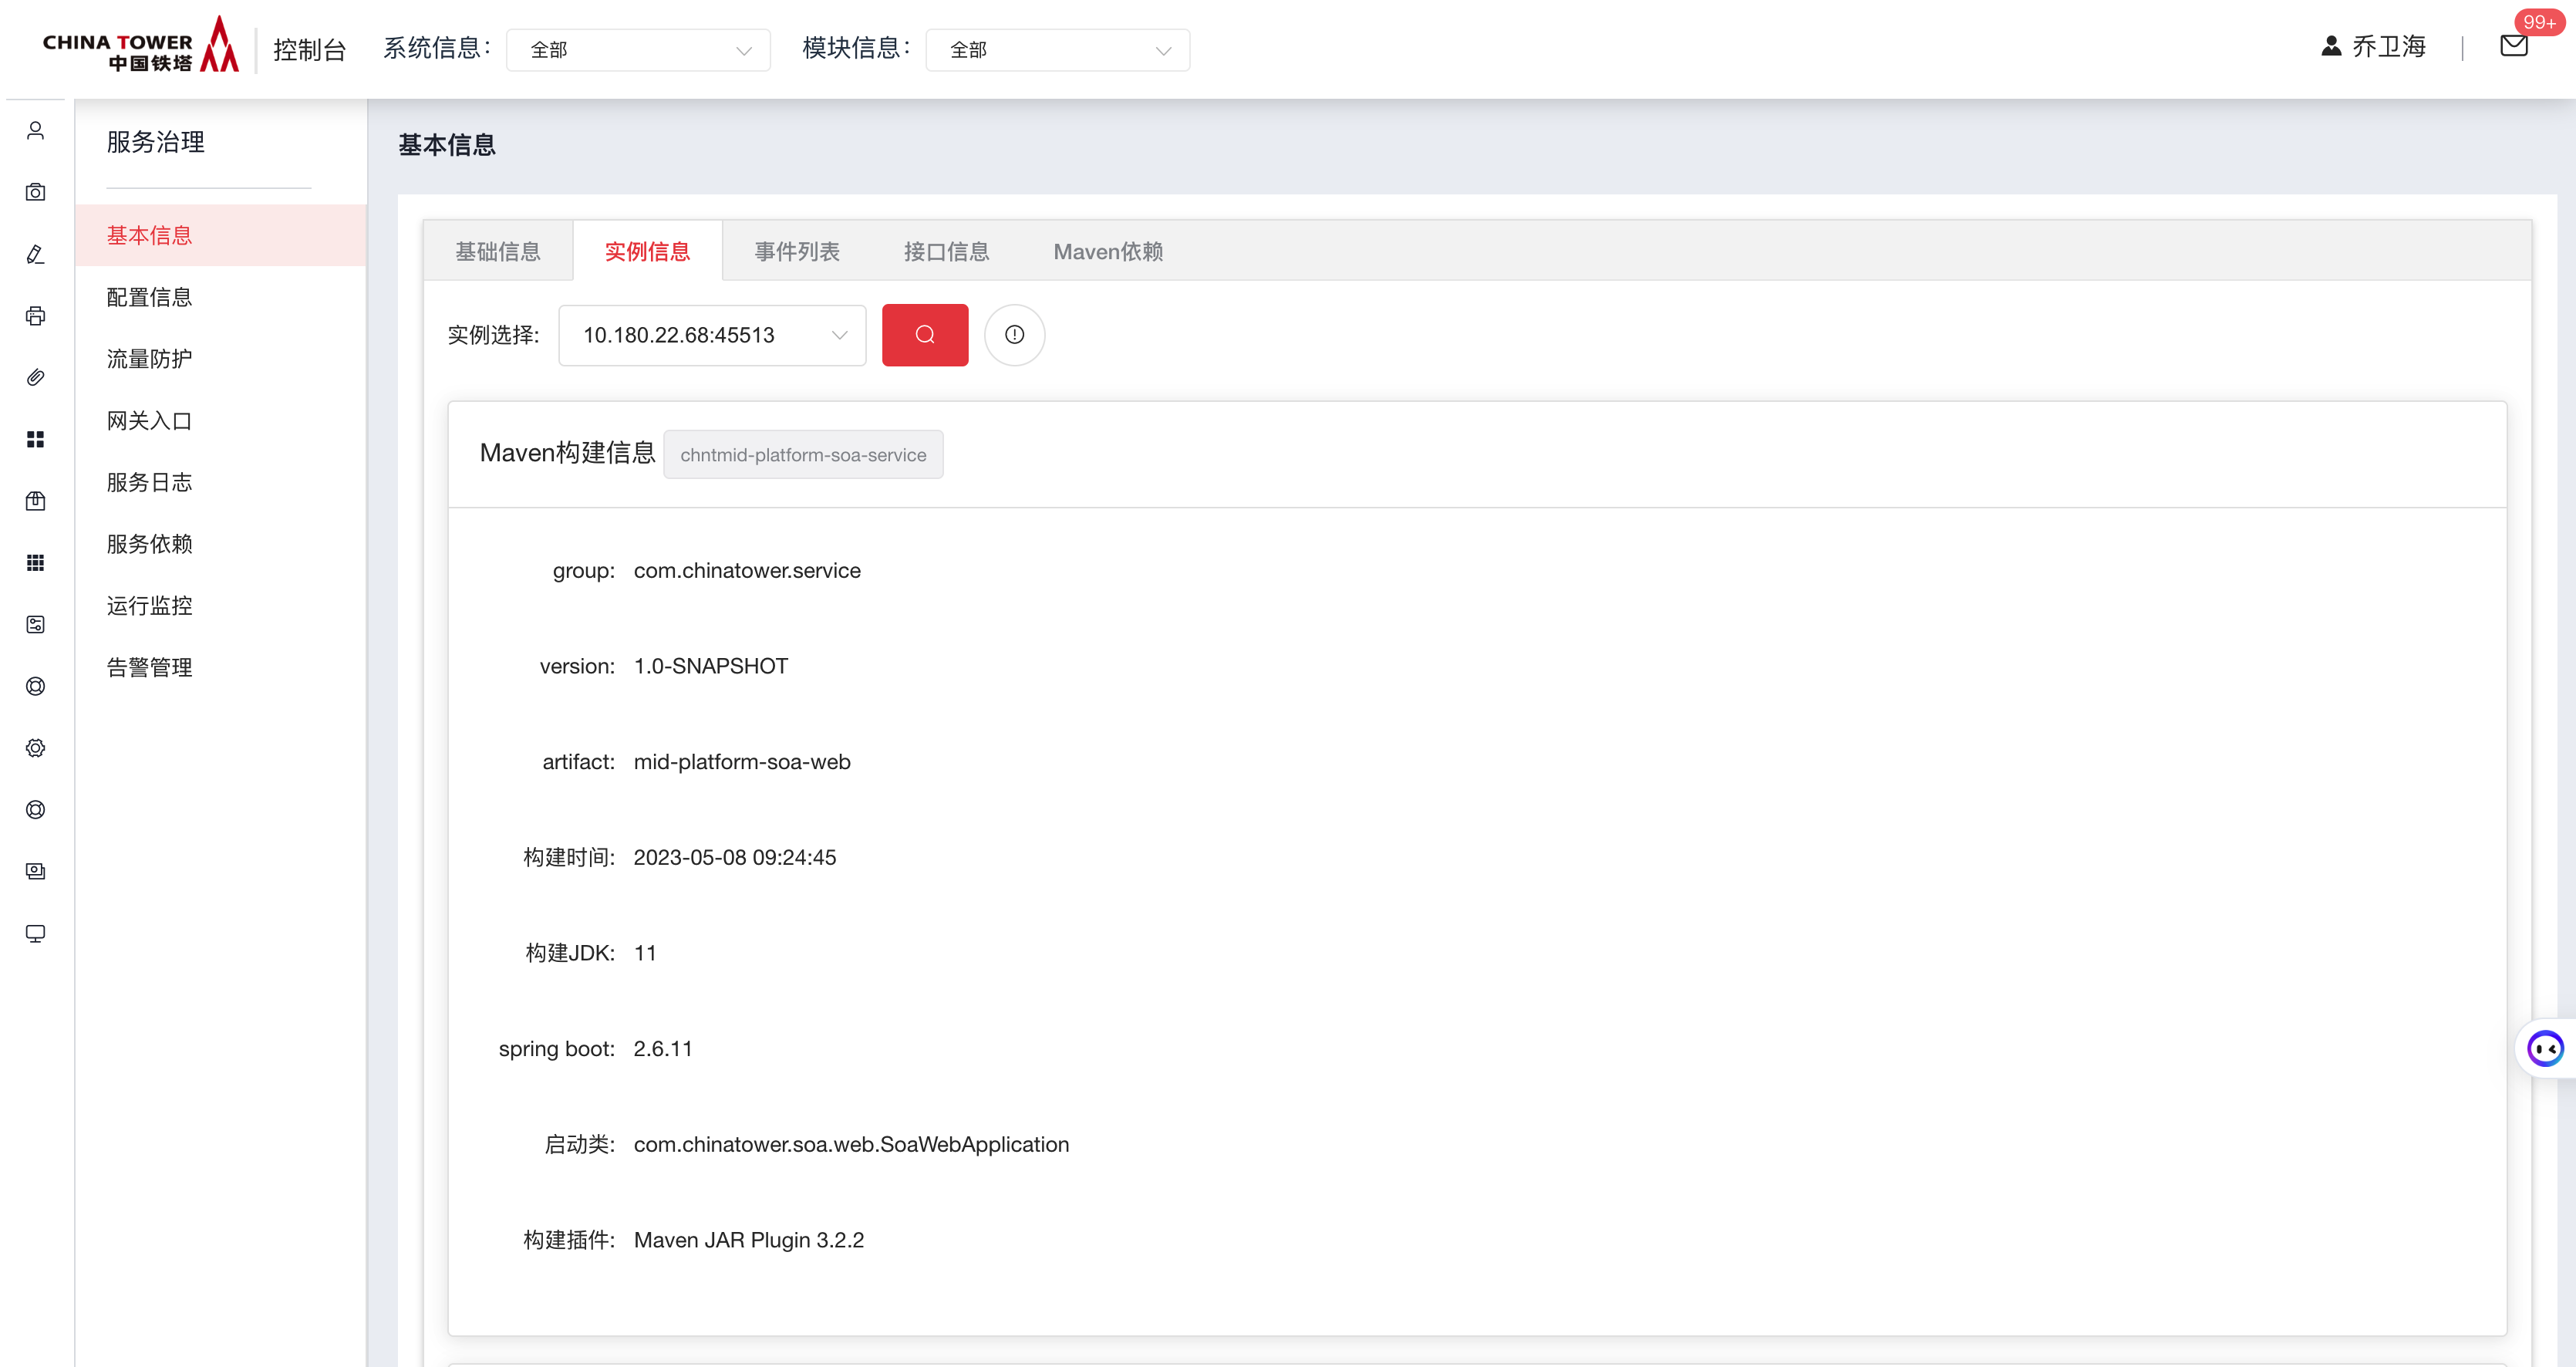 CHINA TOWER
中国铁塔
控制台
系统信息：
全部
模块信息：
全部
乔卫海
99+
服务治理
基本信息
配置信息
流量防护
网关入口
服务日志
服务依赖
运行监控
告警管理
基本信息
基础信息
实例信息
事件列表
接口信息
Maven依赖
实例选择:
10.180.22.68:45513
Maven构建信息
chntmid-platform-soa-service
group: com.chinatower.service
version: 1.0-SNAPSHOT
artifact: mid-platform-soa-web
构建时间: 2023-05-08 09:24:45
构建JDK: 11
spring boot: 2.6.11
启动类: com.chinatower.soa.web.SoaWebApplication
构建插件: Maven JAR Plugin 3.2.2